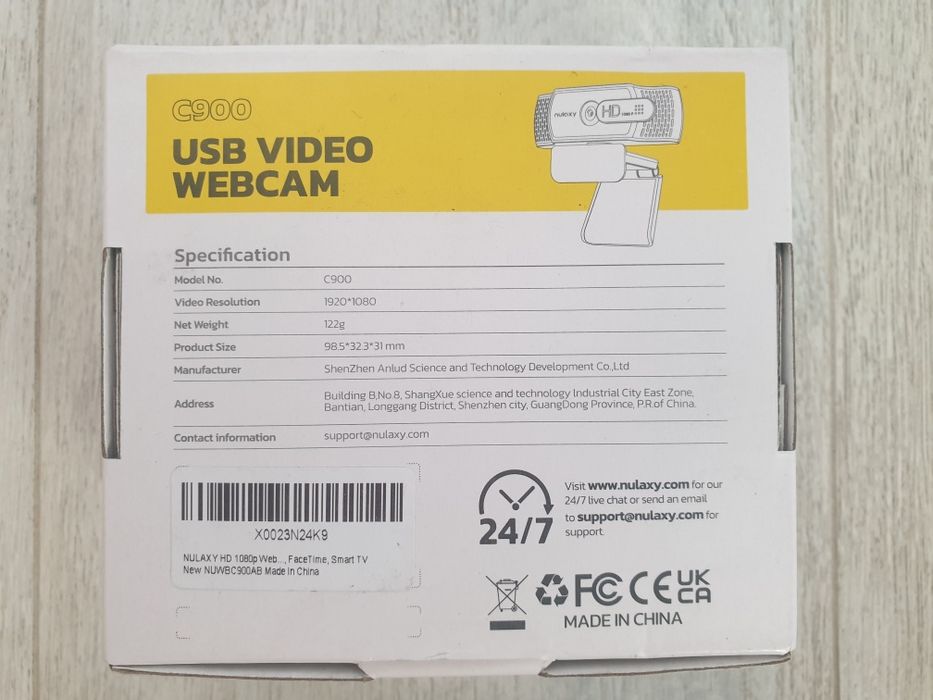 C900
USB VIDEO
WEBCAM
nulaxy HD 1080P
Specification
Model No. C900
Video Resolution 1920*1080
Net Weight 122g
Product Size 98.5*32.3*31 mm
Manufacturer ShenZhen Anlud Science and Technology Development Co.,Ltd
Address Building B,No.8, ShangXue science and technology Industrial City East Zone,
Bantian, Longgang District, Shenzhen city, GuangDong Province, P.R.of China.
Contact information support@nulaxy.com
X0023N24K9
NULAXY HD 1080p Web..., FaceTime, Smart TV
New NUWBC900AB Made in China
24/7
Visit www.nulaxy.com for our
24/7 live chat or send an email
to support@nulaxy.com for
support.
FC CE UK
CA
MADE IN CHINA